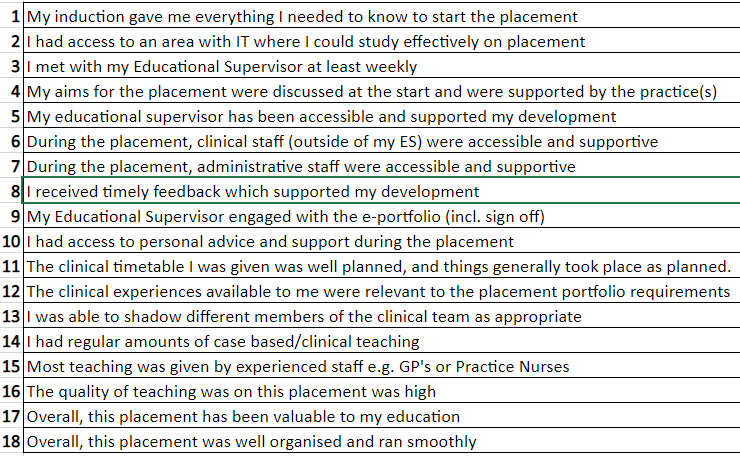 1 My induction gave me everything I needed to know to start the placement
2 I had access to an area with IT where I could study effectively on placement
3 I met with my Educational Supervisor at least weekly
4 My aims for the placement were discussed at the start and were supported by the practice(s)
5 My educational supervisor has been accessible and supported my development
6 During the placement, clinical staff (outside of my ES) were accessible and supportive
7 During the placement, administrative staff were accessible and supportive
8 I received timely feedback which supported my development
9 My Educational Supervisor engaged with the e-portfolio (incl. sign off)
10 I had access to personal advice and support during the placement
11 The clinical timetable I was given was well planned, and things generally took place as planned.
12 The clinical experiences available to me were relevant to the placement portfolio requirements
13 I was able to shadow different members of the clinical team as appropriate
14 I had regular amounts of case based/clinical teaching
15 Most teaching was given by experienced staff e.g. GP's or Practice Nurses
16 The quality of teaching was on this placement was high
17 Overall, this placement has been valuable to my education
18 Overall, this placement was well organised and ran smoothly